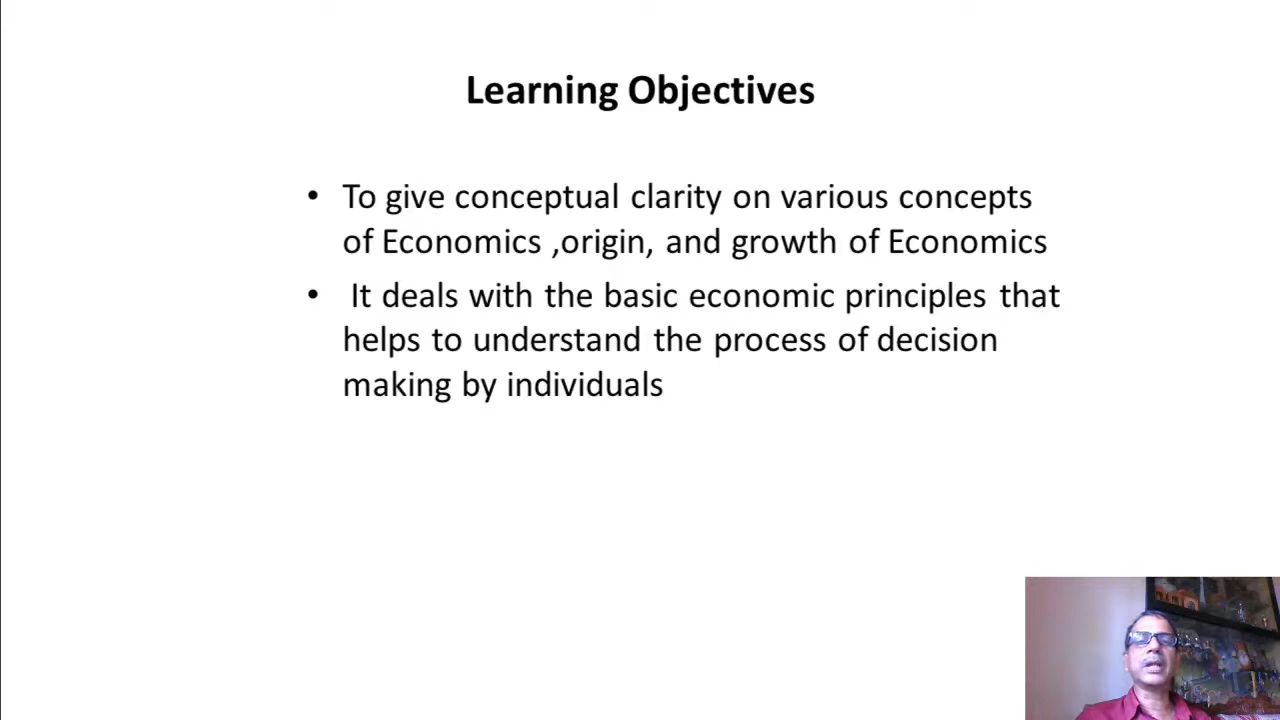 Learning Objectives
• To give conceptual clarity on various concepts
of Economics ,origin, and growth of Economics
• It deals with the basic economic principles that
helps to understand the process of decision
making by individuals